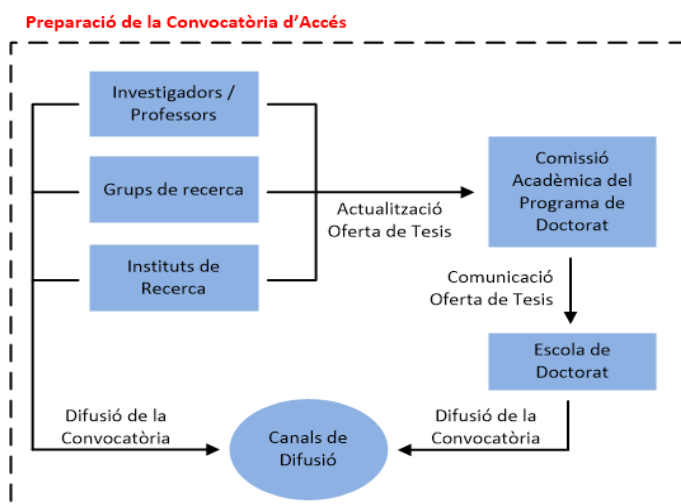 Preparació de la Convocatòria d'Accés
Investigadors /
Professors
Grups de recerca
Instituts de
Recerca
Actualització
Oferta de Tesis
Comissió
Acadèmica del
Programa de
Doctorat
Comunicació
Oferta de Tesis
Escola de
Doctorat
Difusió de la
Convocatòria
Canals de
Difusió
Difusió de la
Convocatòria